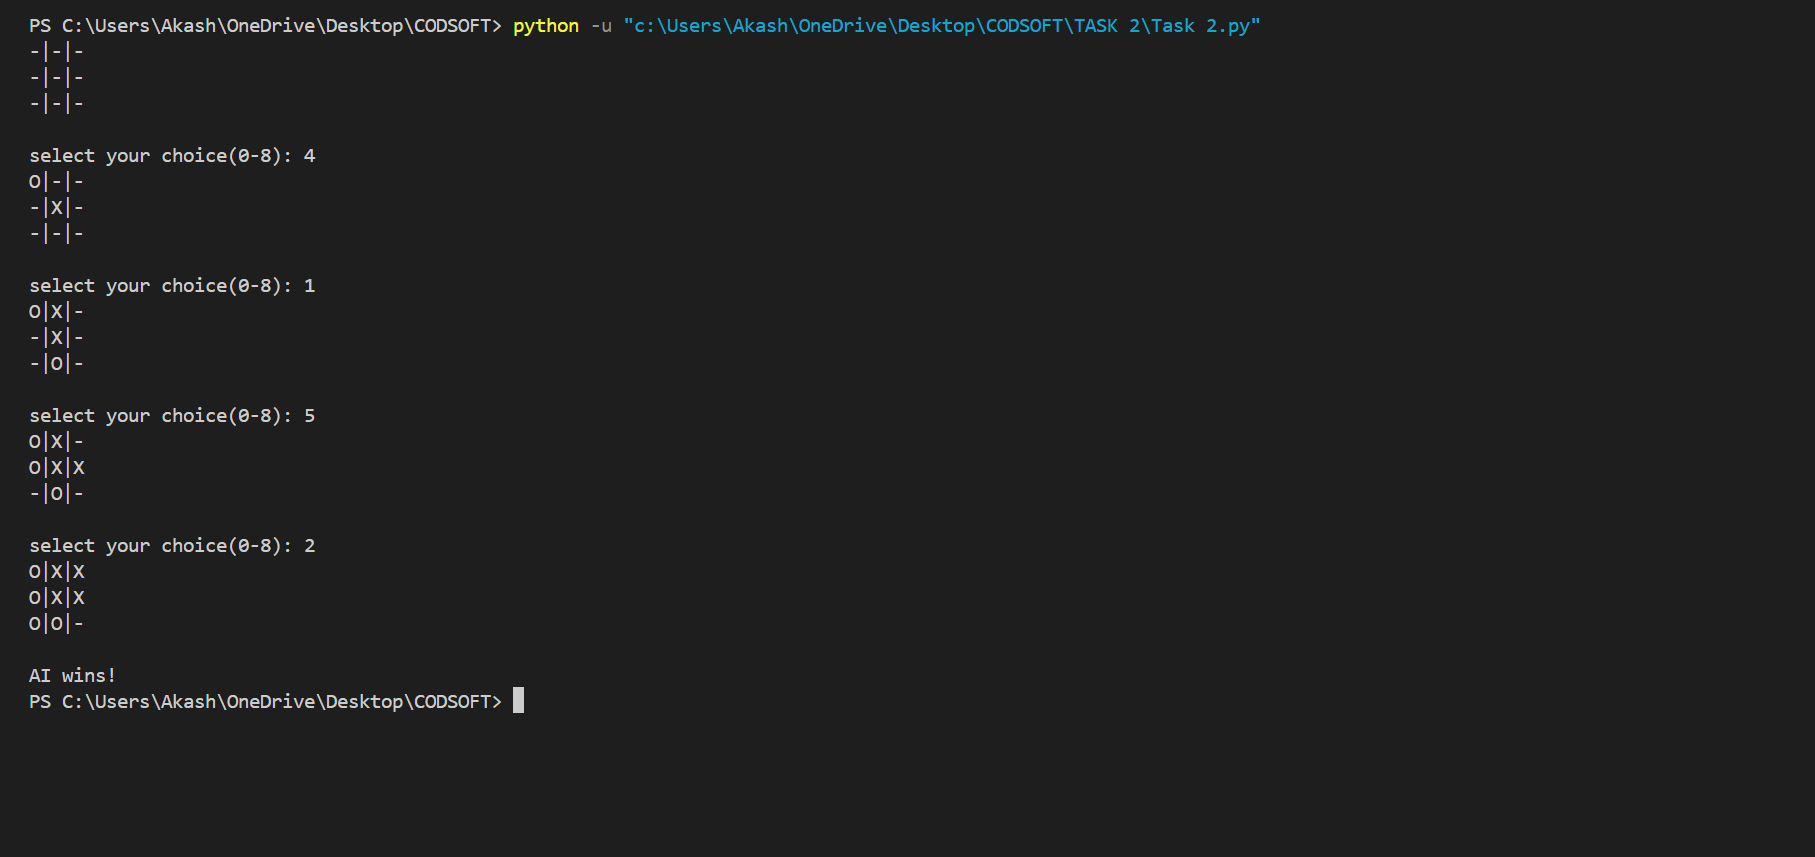 PS C:\Users\Akash\OneDrive\Desktop\CODSOFT> python -u "c:\Users\Akash\OneDrive\Desktop\CODSOFT\TASK 2\Task 2.py"
-|-|-
-|-|-
-|-|-
select your choice(0-8): 4
O|-|-
-|X|-
-|-|-
select your choice(0-8): 1
O|X|-
-|X|-
-|O|-
select your choice(0-8): 5
O|X|-
O|X|X
-|O|-
select your choice(0-8): 2
O|X|X
O|X|X
O|O|-
AI wins!
PS C:\Users\Akash\OneDrive\Desktop\CODSOFT>